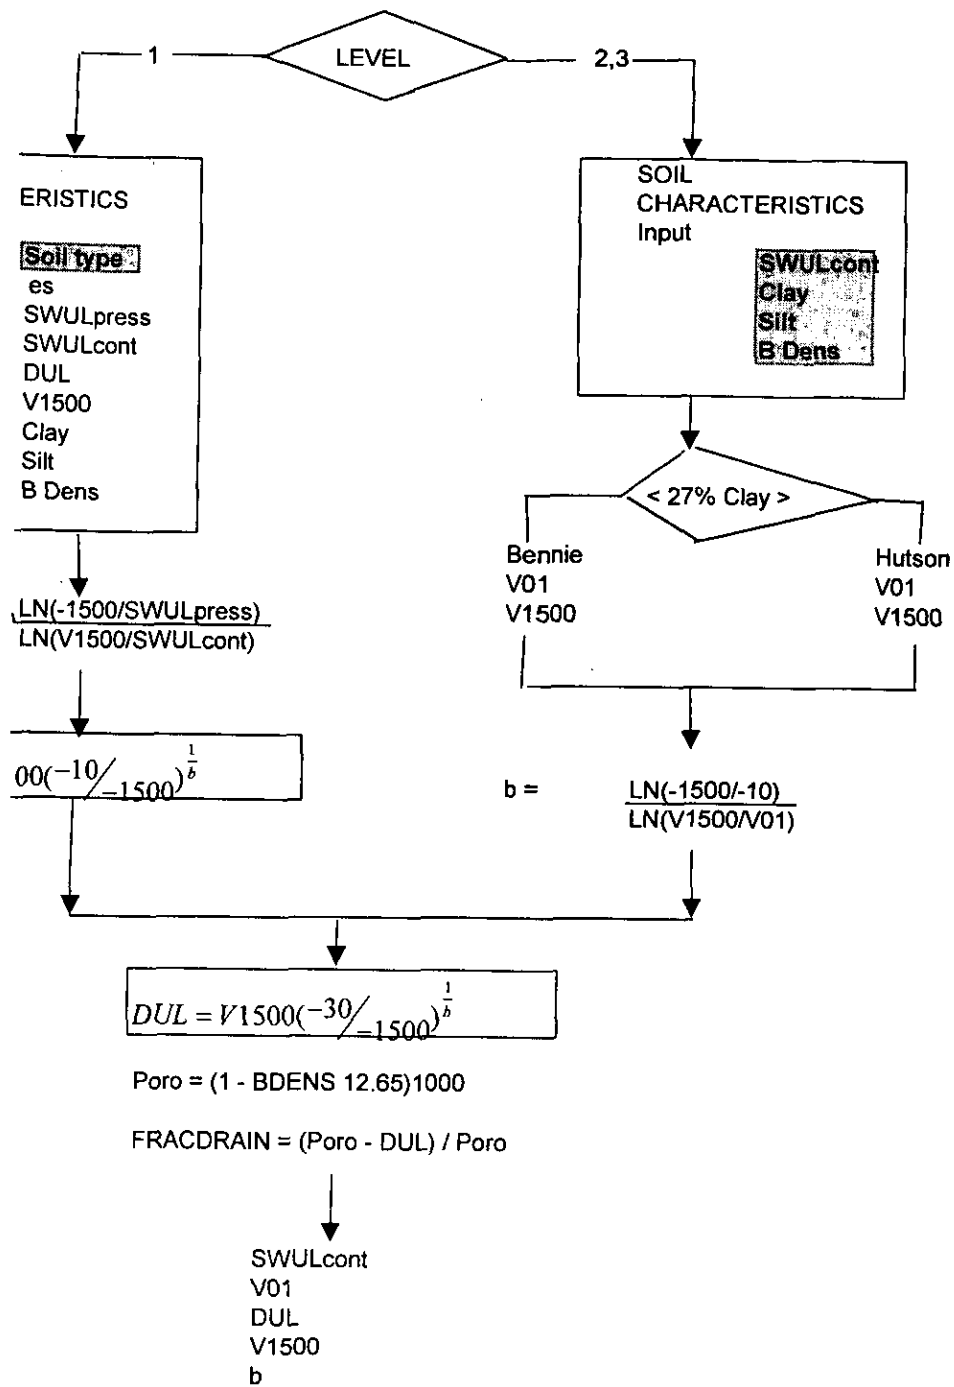 LEVEL
1
2,3
ERISTICS
Soil type
es
SWULpress
SWULcont
DUL
V1500
Clay
Silt
B Dens
LN(-1500/SWULpress)
LN(V1500/SWULcont)
00(-10/-1500)^1/b
SOIL
CHARACTERISTICS
Input
SWULcont
Clay
Silt
B Dens
< 27% Clay >
Bennie
V01
V1500
Hutson
V01
V1500
b = LN(-1500/-10)
LN(V1500/V01)
DUL = V1500(-30/-1500)^1/b
Poro = (1 - BDENS 12.65)1000
FRACDRAIN = (Poro - DUL) / Poro
SWULcont
V01
DUL
V1500
b